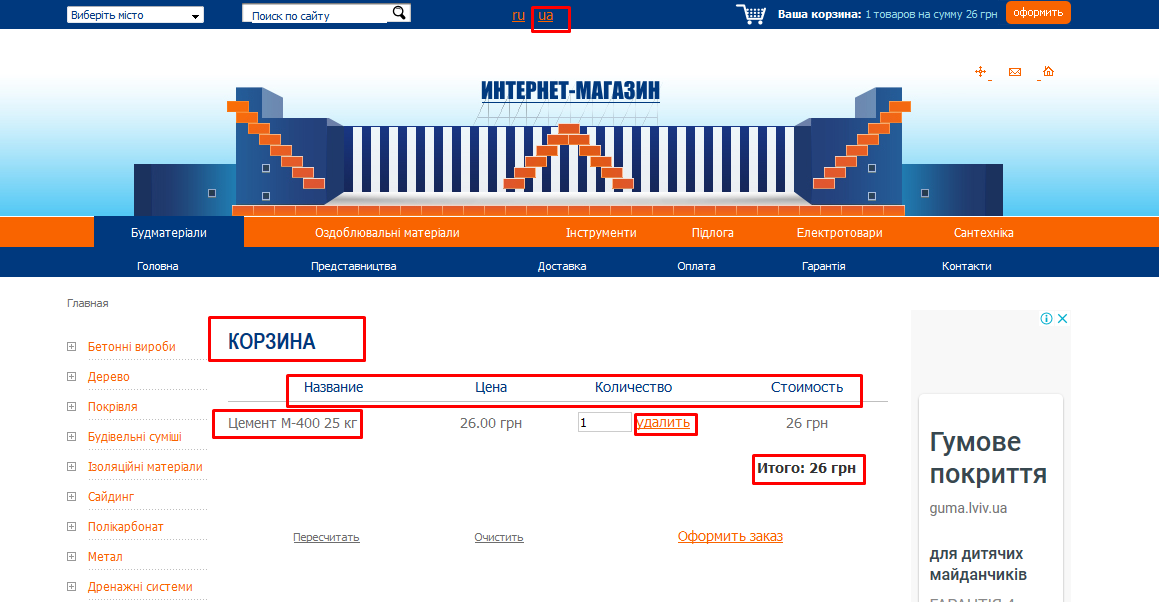 Виберіть місто
Поиск по сайту
ru ua
Ваша корзина: 1 товаров на сумму 26 грн
оформить
ИНТЕРНЕТ-МАГАЗИН
Будматеріали Оздоблювальні матеріали Інструменти Підлога Електротовари Сантехніка
Головна Представництва Доставка Оплата Гарантія Контакти
Главная
Бетонні вироби
Дерево
Покрівля
Будівельні суміші
Ізоляційні матеріали
Сайдинг
Полікарбонат
Метал
Дренажні системи
КОРЗИНА
Название Цена Количество Стоимость
Цемент М-400 25 кг 26.00 грн 1 удалить 26 грн
Итого: 26 грн
Пересчитать Очистить Оформить заказ
Гумове
покриття
guma.lviv.ua
для дитячих
майданчиків